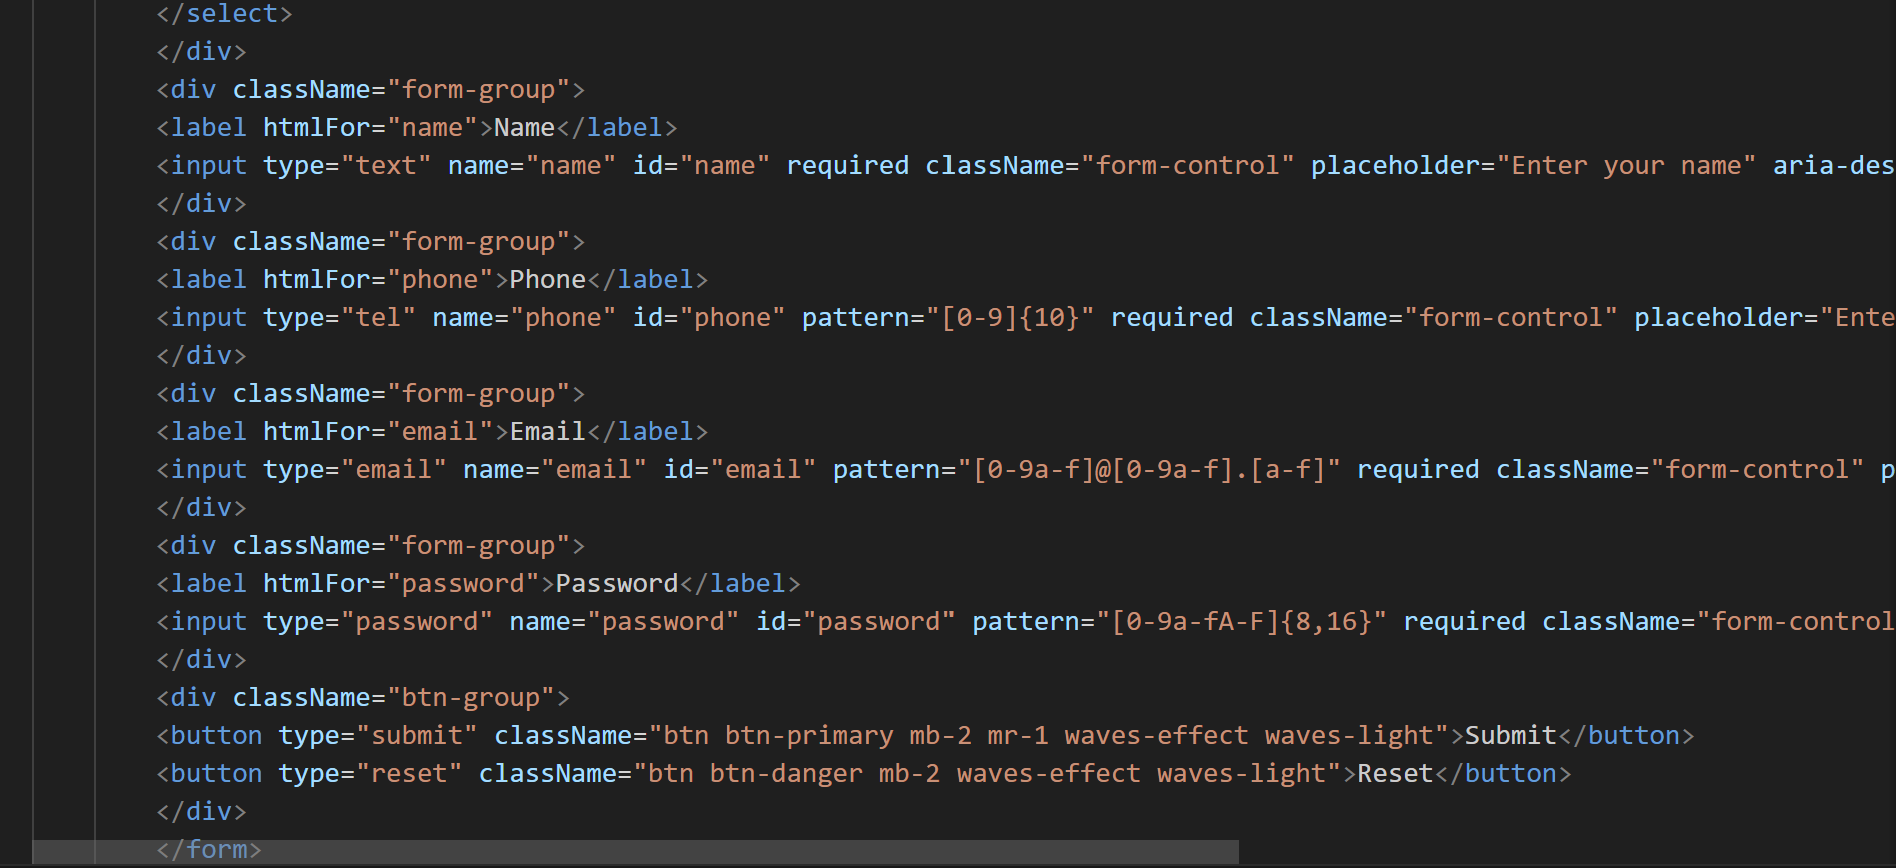 </select>
</div>
<div className="form-group">
<label htmlFor="name">Name</label>
<input type="text" name="name" id="name" required className="form-control" placeholder="Enter your name" aria-des
</div>
<div className="form-group">
<label htmlFor="phone">Phone</label>
<input type="tel" name="phone" id="phone" pattern="[0-9]{10}" required className="form-control" placeholder="Ente
</div>
<div className="form-group">
<label htmlFor="email">Email</label>
<input type="email" name="email" id="email" pattern="[0-9a-f]@[0-9a-f].[a-f]" required className="form-control" p
</div>
<div className="form-group">
<label htmlFor="password">Password</label>
<input type="password" name="password" id="password" pattern="[0-9a-fA-F]{8,16}" required className="form-control
</div>
<div className="btn-group">
<button type="submit" className="btn btn-primary mb-2 mr-1 waves-effect waves-light">Submit</button>
<button type="reset" className="btn btn-danger mb-2 waves-effect waves-light">Reset</button>
</div>
</form>